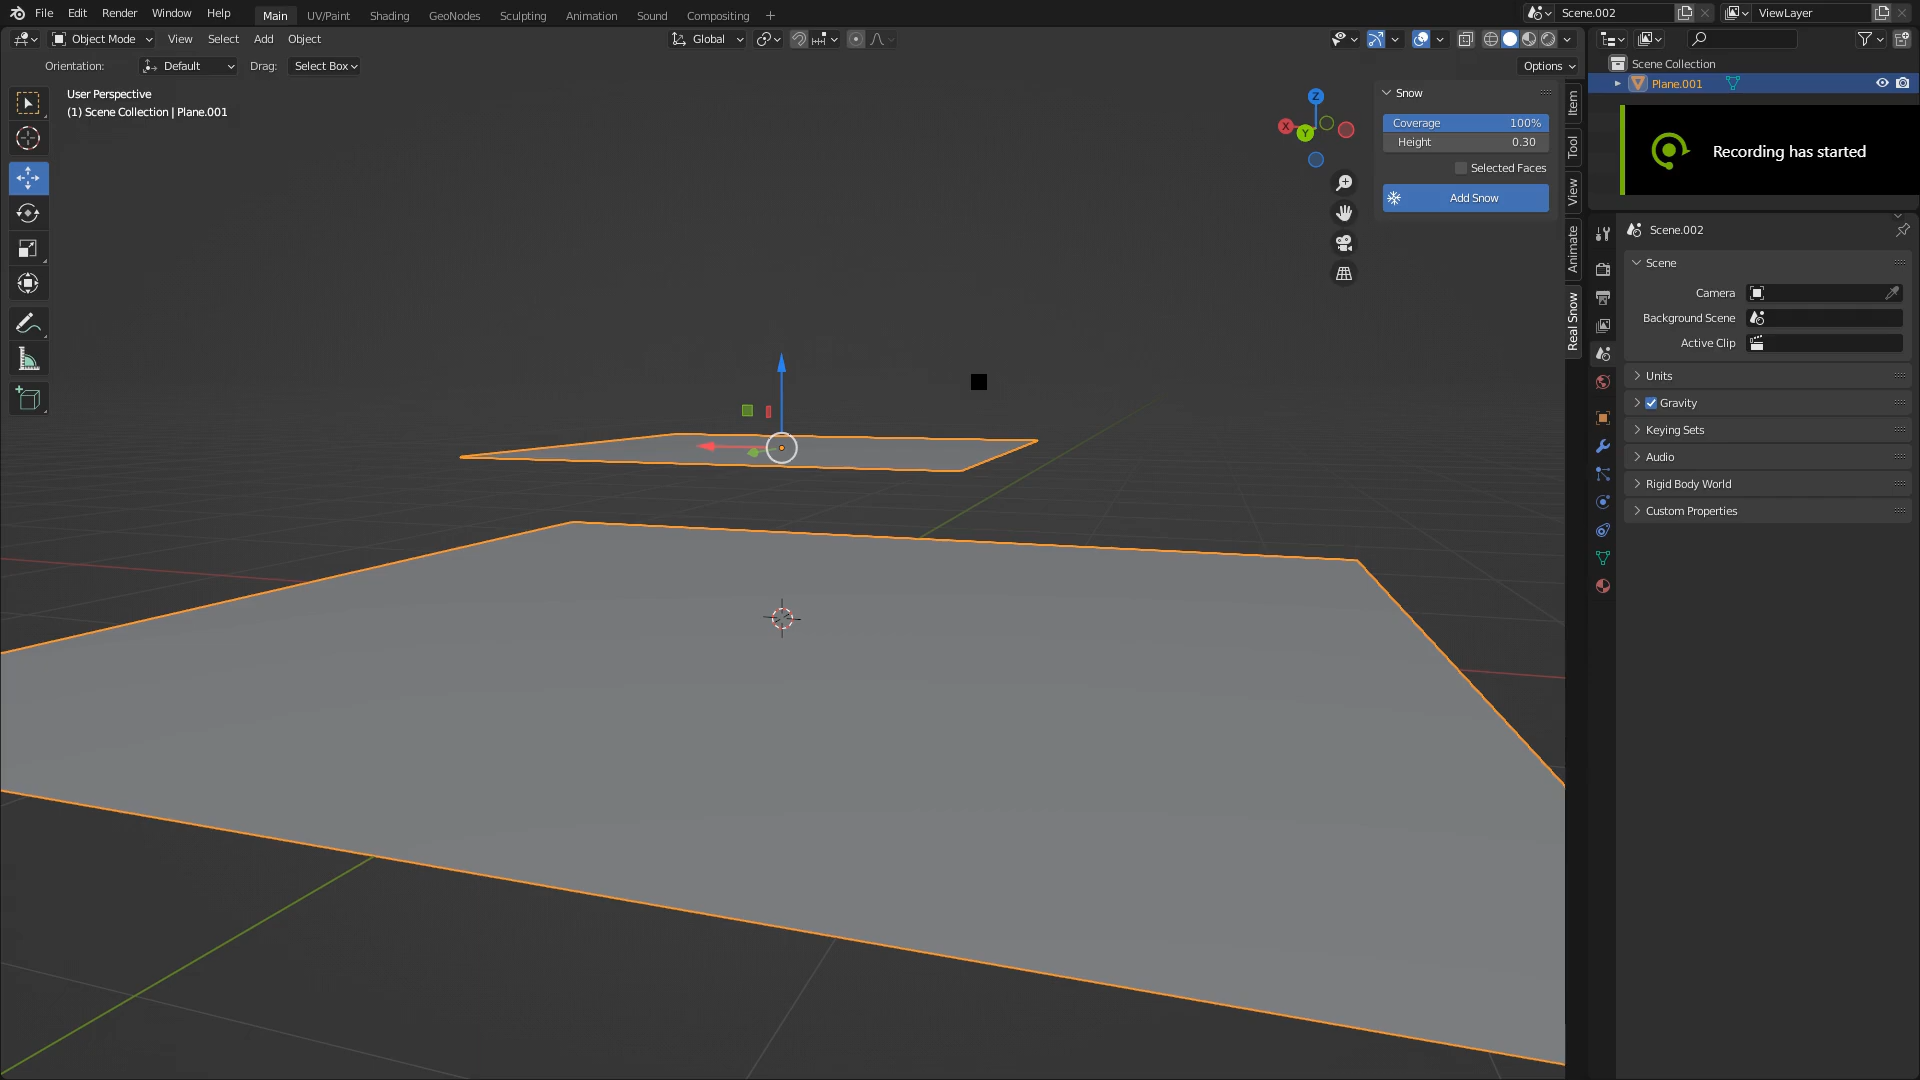 File Edit Render Window Help Main UV/Paint Shading GeoNodes Sculpting Animation Sound Compositing + Scene.002 ViewLayer
Object Mode View Select Add Object Global
Orientation: Default Drag: Select Box Options
User Perspective
(1) Scene Collection | Plane.001
Z
X
Y
Snow
Coverage 100%
Height 0.30
Selected Faces
Add Snow
Item
Tool
View
Animate
Real Snow
Scene Collection
Plane.001
Recording has started
Scene.002
Scene
Camera
Background Scene
Active Clip
Units
Gravity
Keying Sets
Audio
Rigid Body World
Custom Properties